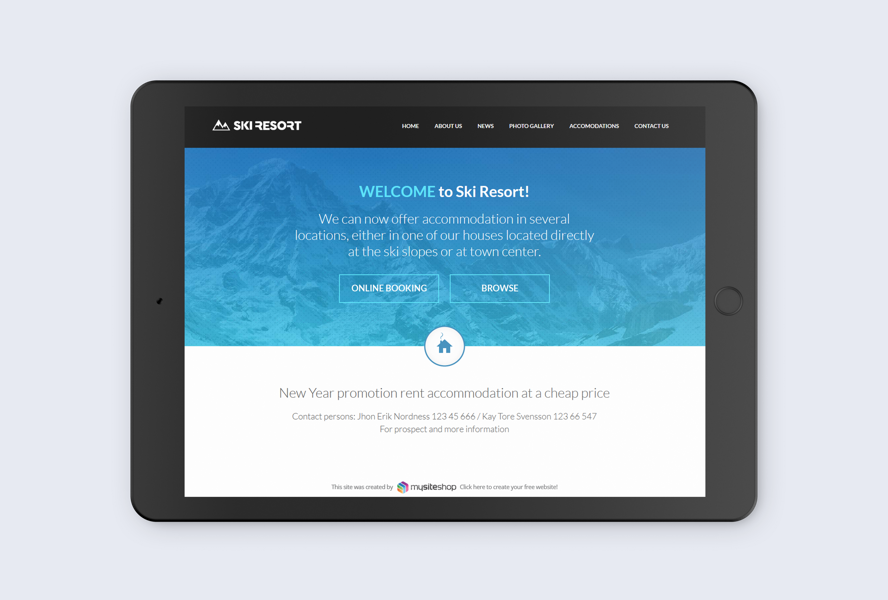 SKI RESORT
HOME ABOUT US NEWS PHOTO GALLERY ACCOMODATIONS CONTACT US
WELCOME to Ski Resort!
We can now offer accommodation in several
locations, either in one of our houses located directly
at the ski slopes or at town center.
ONLINE BOOKING BROWSE
New Year promotion rent accommodation at a cheap price
Contact persons: Jhon Erik Nordness 123 45 666 / Kay Tore Svensson 123 66 547
For prospect and more information
This site was created by mysiteshop Click here to create your free website!